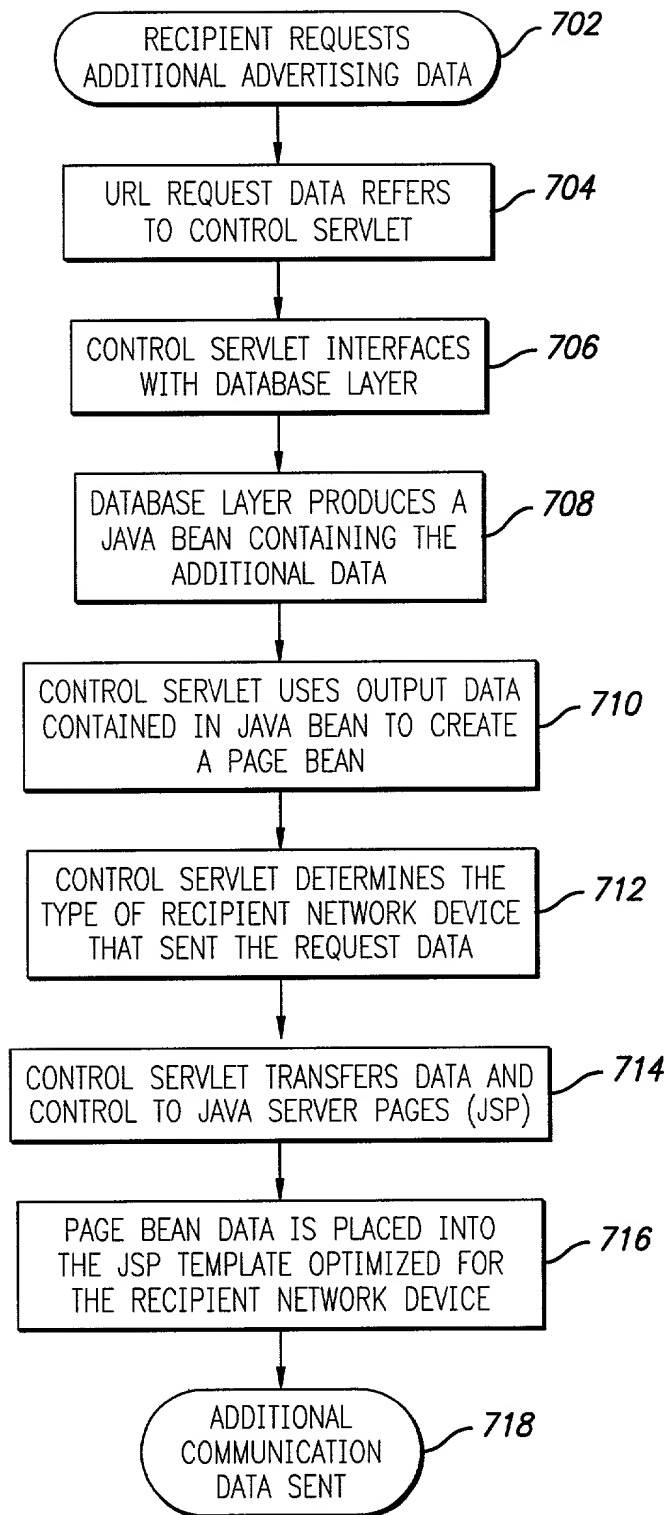 RECIPIENT REQUESTS
ADDITIONAL ADVERTISING DATA
702
URL REQUEST DATA REFERS
TO CONTROL SERVLET
704
CONTROL SERVLET INTERFACES
WITH DATABASE LAYER
706
DATABASE LAYER PRODUCES A
JAVA BEAN CONTAINING THE
ADDITIONAL DATA
708
CONTROL SERVLET USES OUTPUT DATA
CONTAINED IN JAVA BEAN TO CREATE
A PAGE BEAN
710
CONTROL SERVLET DETERMINES THE
TYPE OF RECIPIENT NETWORK DEVICE
THAT SENT THE REQUEST DATA
712
CONTROL SERVLET TRANSFERS DATA AND
CONTROL TO JAVA SERVER PAGES (JSP)
714
PAGE BEAN DATA IS PLACED INTO
THE JSP TEMPLATE OPTIMIZED FOR
THE RECIPIENT NETWORK DEVICE
716
ADDITIONAL
COMMUNICATION
DATA SENT
718